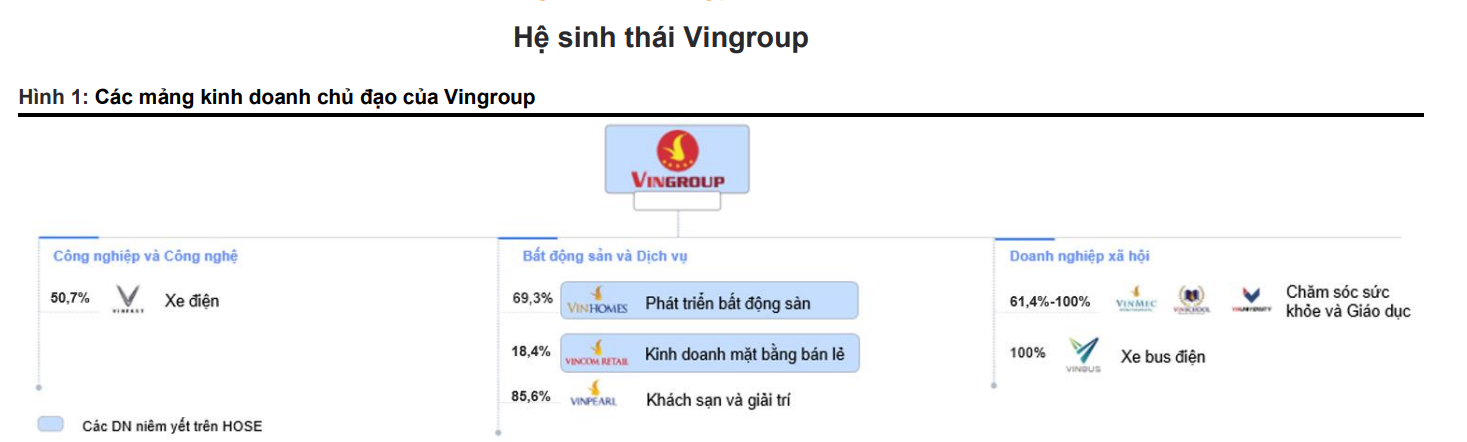 Hệ sinh thái Vingroup
Hình 1: Các mảng kinh doanh chủ đạo của Vingroup
VINGROUP
Công nghiệp và Công nghệ
50,7% VINFAST Xe điện
Các DN niêm yết trên HOSE
Bất động sản và Dịch vụ
69,3% VINHOMES Phát triển bất động sản
18,4% VINCOM RETAIL Kinh doanh mặt bằng bán lẻ
85,6% VINPEARL Khách sạn và giải trí
Doanh nghiệp xã hội
61,4%-100% VINMEC VINSCHOOL VINUNIVERSITY Chăm sóc sức
khỏe và Giáo dục
100% VINBUS Xe bus điện